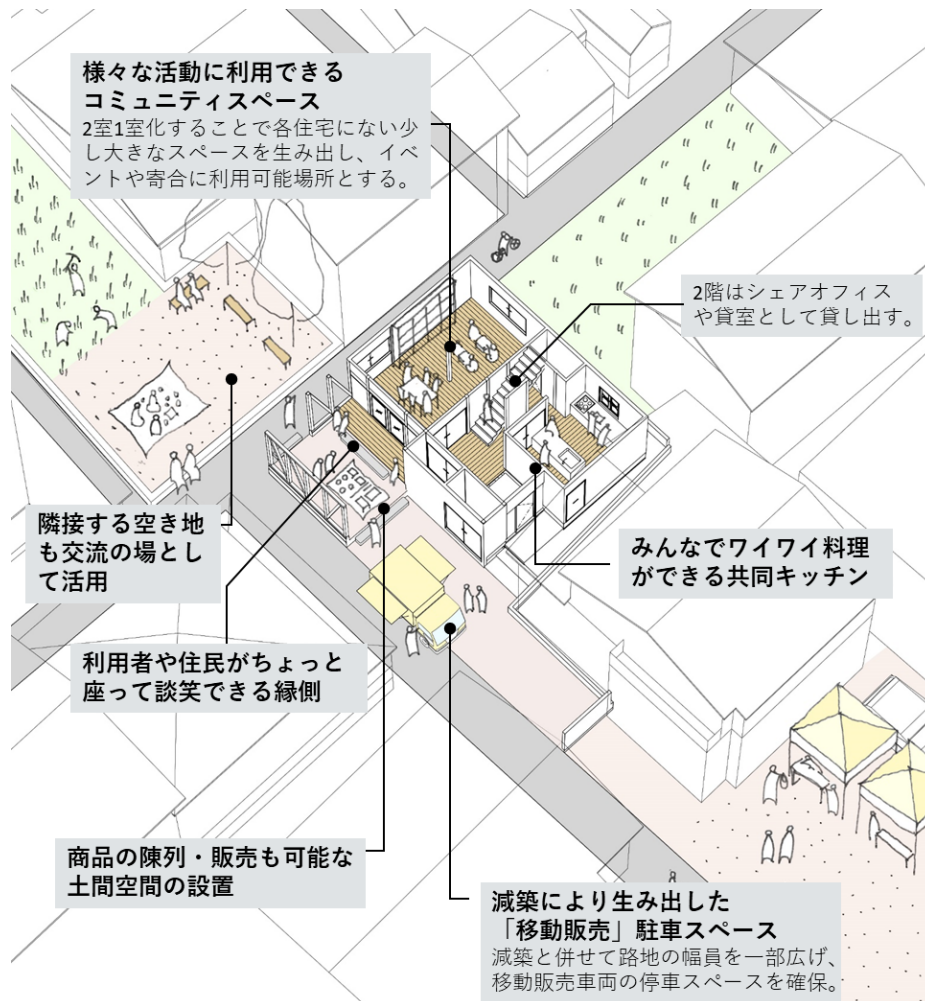 様々な活動に利用できる
コミュニティスペース
2室1室化することで各住宅にない少
し大きなスペースを生み出し、イベ
ントや寄合に利用可能場所とする。
2階はシェアオフィス
や貸室として貸し出す。
隣接する空き地
も交流の場とし
て活用
みんなでワイワイ料理
ができる共同キッチン
利用者や住民がちょっと
座って談笑できる縁側
商品の陳列・販売も可能な
土間空間の設置
減築により生み出した
「移動販売」駐車スペース
減築と併せて路地の幅員を一部広げ、
移動販売車両の停車スペースを確保。